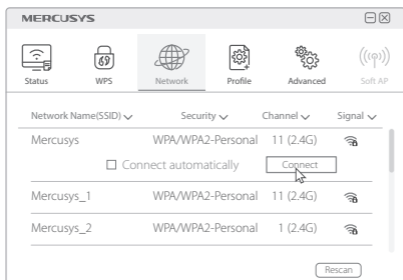 MERCUSYS
Status WPS Network Profile Advanced Soft AP
Network Name(SSID) Security Channel Signal
Mercusys WPA/WPA2-Personal 11 (2.4G)
Connect automatically Connect
Mercusys_1 WPA/WPA2-Personal 11 (2.4G)
Mercusys_2 WPA/WPA2-Personal 1 (2.4G)
Rescan